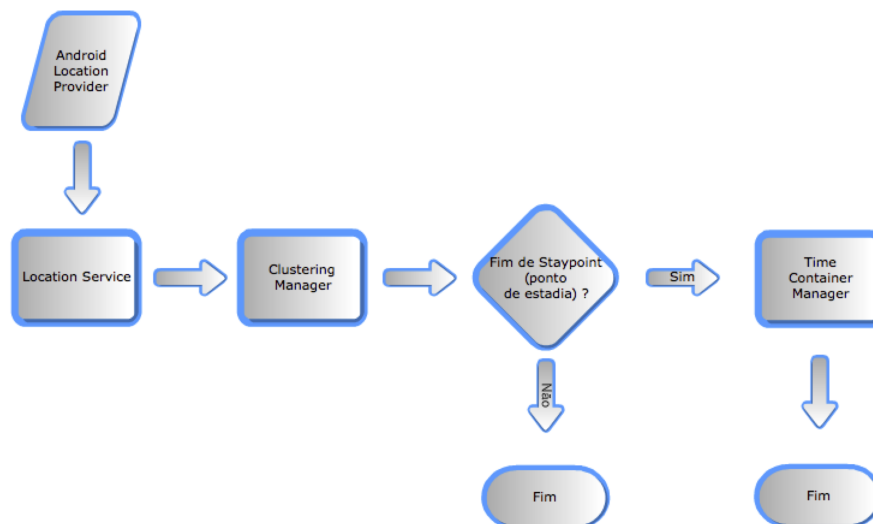 Android
Location
Provider
Location Service
Clustering
Manager
Fim de Staypoint
(ponto
de estadia) ?
Sim
Time
Container
Manager
Não
Fim
Fim